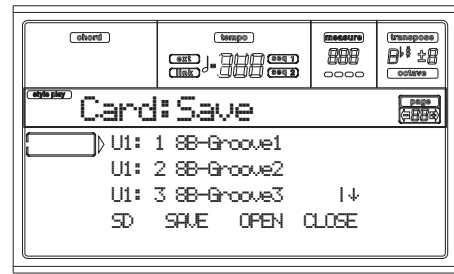 chord tempo measure transpose
ext seq 1
link seq 2
octave
style play Card:Save page
U1: 1 8B-Groove1
U1: 2 8B-Groove2
U1: 3 8B-Groove3 |↓
SD SAVE OPEN CLOSE